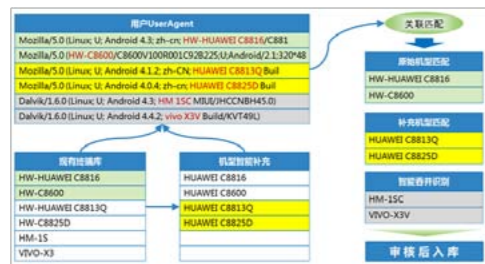 用户UserAgent
Mozilla/5.0 (Linux; U; Android 4.3; zh-cn; HW-HUAWEI C8816/C881
Mozilla/5.0 (HW-C8600/C8600V100R001C92B225;U;Android/2.1;320*48
Mozilla/5.0 (Linux; U; Android 4.1.2; zh-CN; HUAWEI C8813Q Buil
Mozilla/5.0 (Linux; U; Android 4.0.4; zh-cn; HUAWEI C8825D Buil
Dalvik/1.6.0 (Linux; U; Android 4.3; HM 1SC MIUI/JHCCNBH45.0)
Dalvik/1.6.0 (Linux; U; Android 4.4.2; vivo X3V Build/KVT49L)
现有终端库
HW-HUAWEI C8816
HW-C8600
HW-HUAWEI C8813Q
HW-C8825D
HM-1S
VIVO-X3
机型智能补充
HUAWEI C8816
HUAWEI C8600
HUAWEI C8813Q
HUAWEI C8825D
关联匹配
原始机型匹配
HW-HUAWEI C8816
HW-C8600
补充机型匹配
HUAWEI C8813Q
HUAWEI C8825D
智能吞并识别
HM-1SC
VIVO-X3V
审核后入库